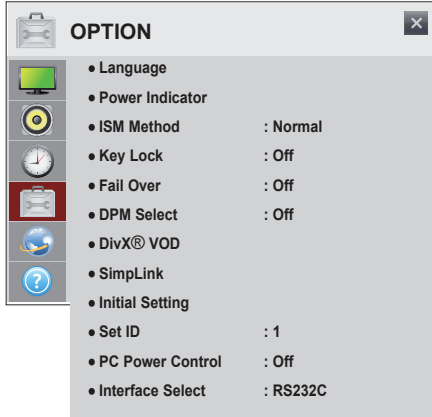 OPTION
● Language
● Power Indicator
● ISM Method : Normal
● Key Lock : Off
● Fail Over : Off
● DPM Select : Off
● DivX® VOD
● SimpLink
● Initial Setting
● Set ID : 1
● PC Power Control : Off
● Interface Select : RS232C
?